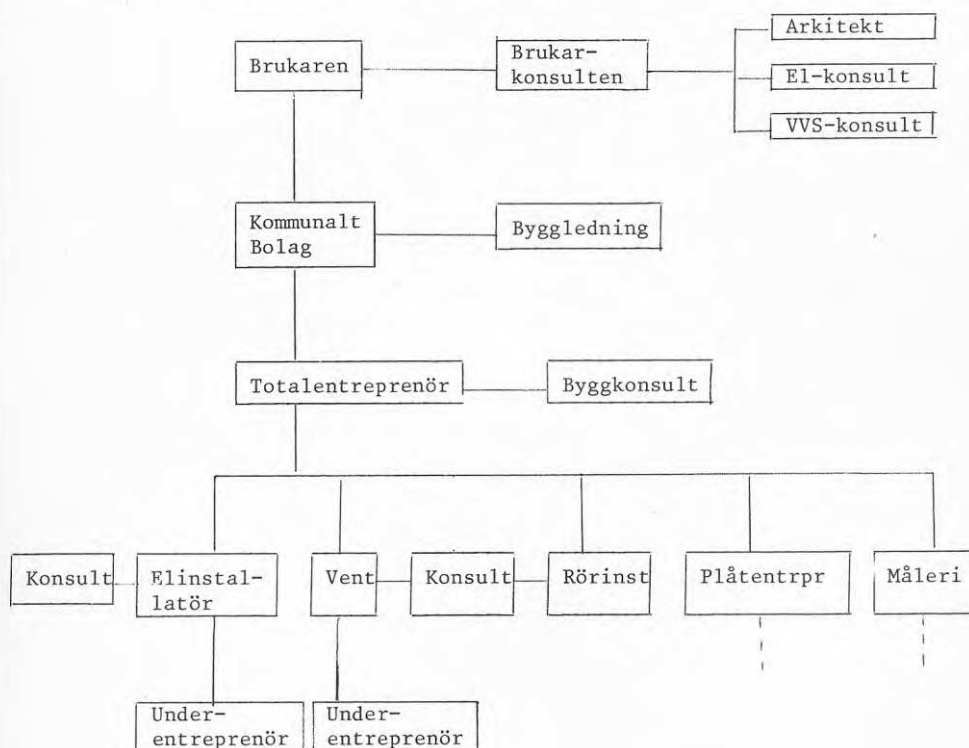 Arkitekt
Brukaren
Brukar-
konsulten
El-konsult
VVS-konsult
Kommunalt
Bolag
Byggledning
Totalentreprenör
Byggkonsult
Konsult
Elinstal-
latör
Vent
Konsult
Rörinst
Plåtentrpr
Måleri
Under-
entreprenör
Under-
entreprenör